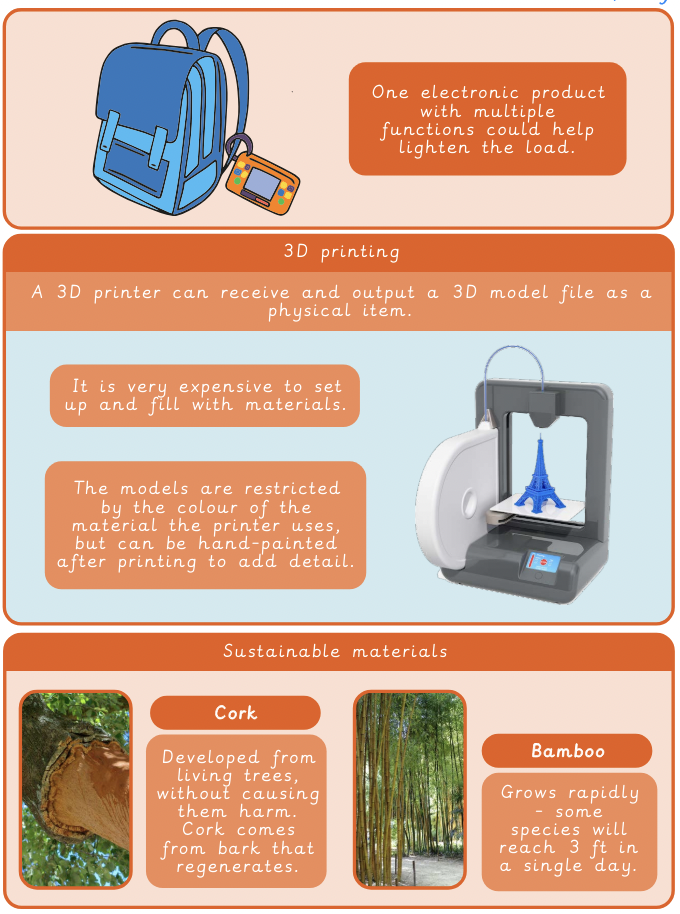 One electronic product
with multiple
functions could help
lighten the load.
3D printing
A 3D printer can receive and output a 3D model file as a
physical item.
It is very expensive to set
up and fill with materials.
The models are restricted
by the colour of the
material the printer uses,
but can be hand-painted
after printing to add detail.
Sustainable materials
Cork
Developed from
living trees,
without causing
them harm.
Cork comes
from bark that
regenerates.
Bamboo
Grows rapidly
- some
species will
reach 3 ft in
a single day.